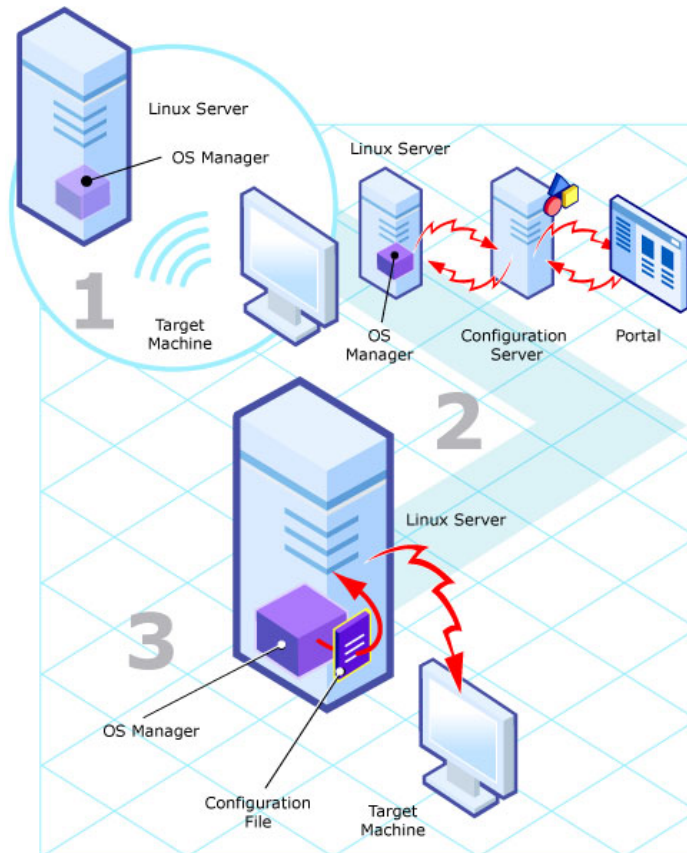 Linux Server
OS Manager
1
Target
Machine
Linux Server
OS
Manager
Configuration
Server
Portal
2
Linux Server
3
OS Manager
Configuration
File
Target
Machine